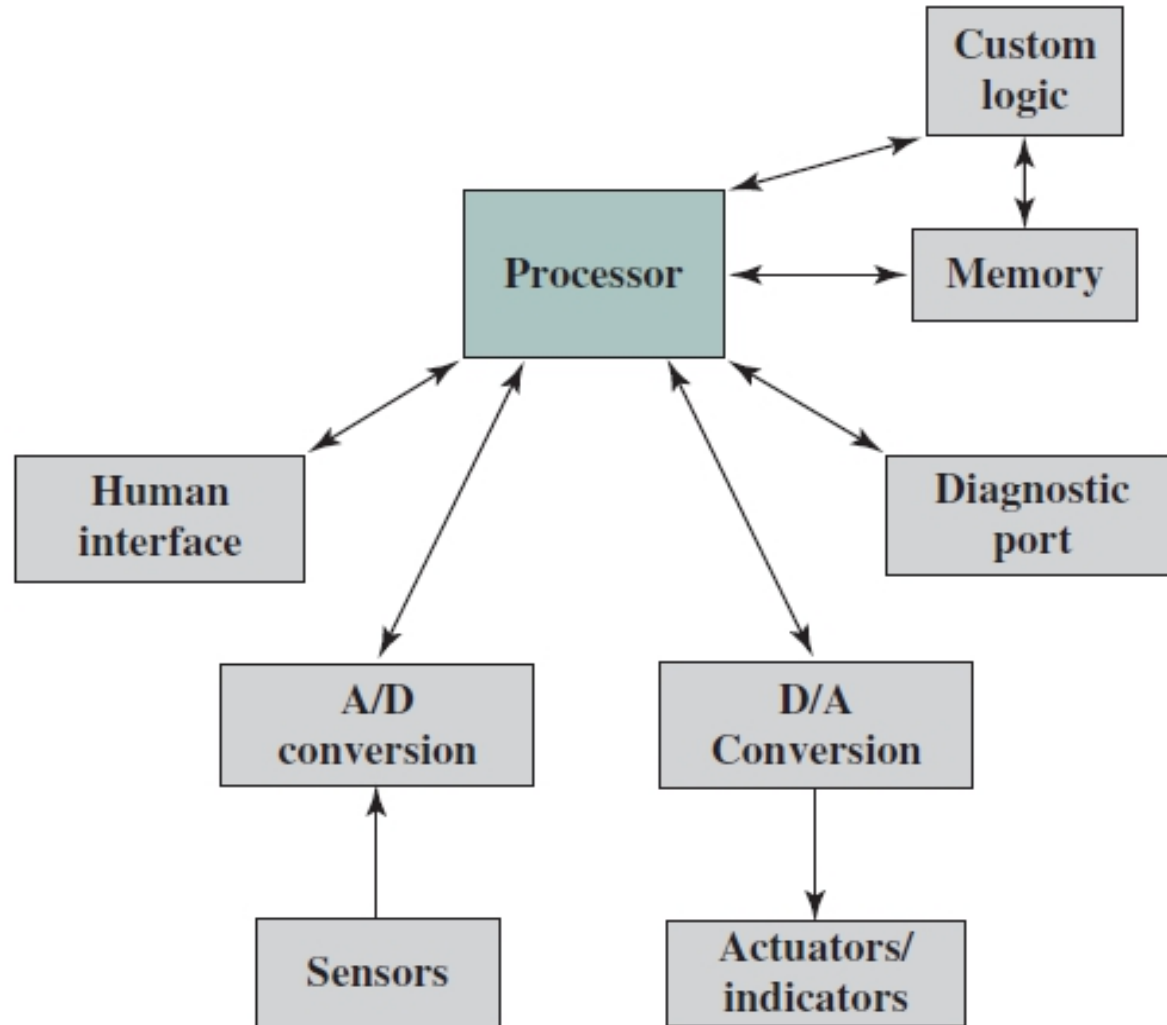 Custom
logic
Processor
Memory
Human
interface
Diagnostic
port
A/D
conversion
D/A
Conversion
Sensors
Actuators/
indicators